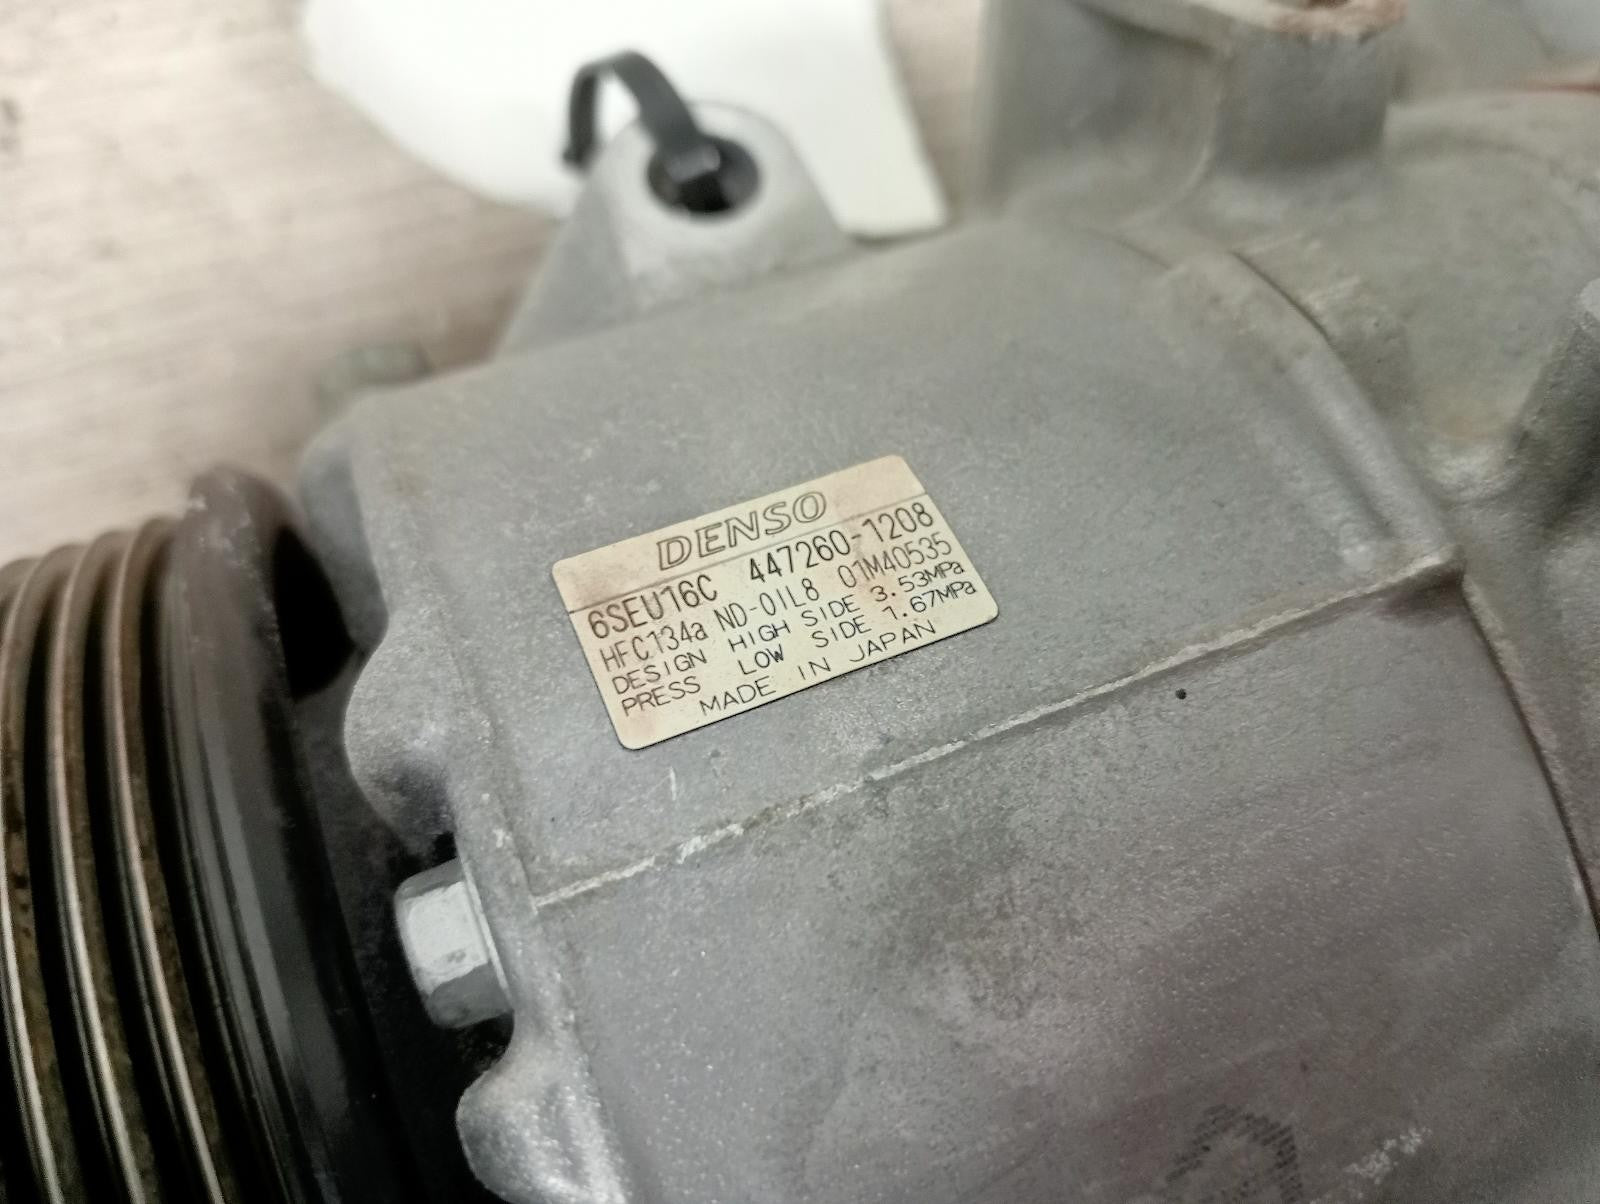 DENSO
6SEU16C 447260-1208
HFC134a ND-OIL8 01M40535
DESIGN HIGH SIDE 3.53MPa
PRESS LOW SIDE 1.67MPa
MADE IN JAPAN